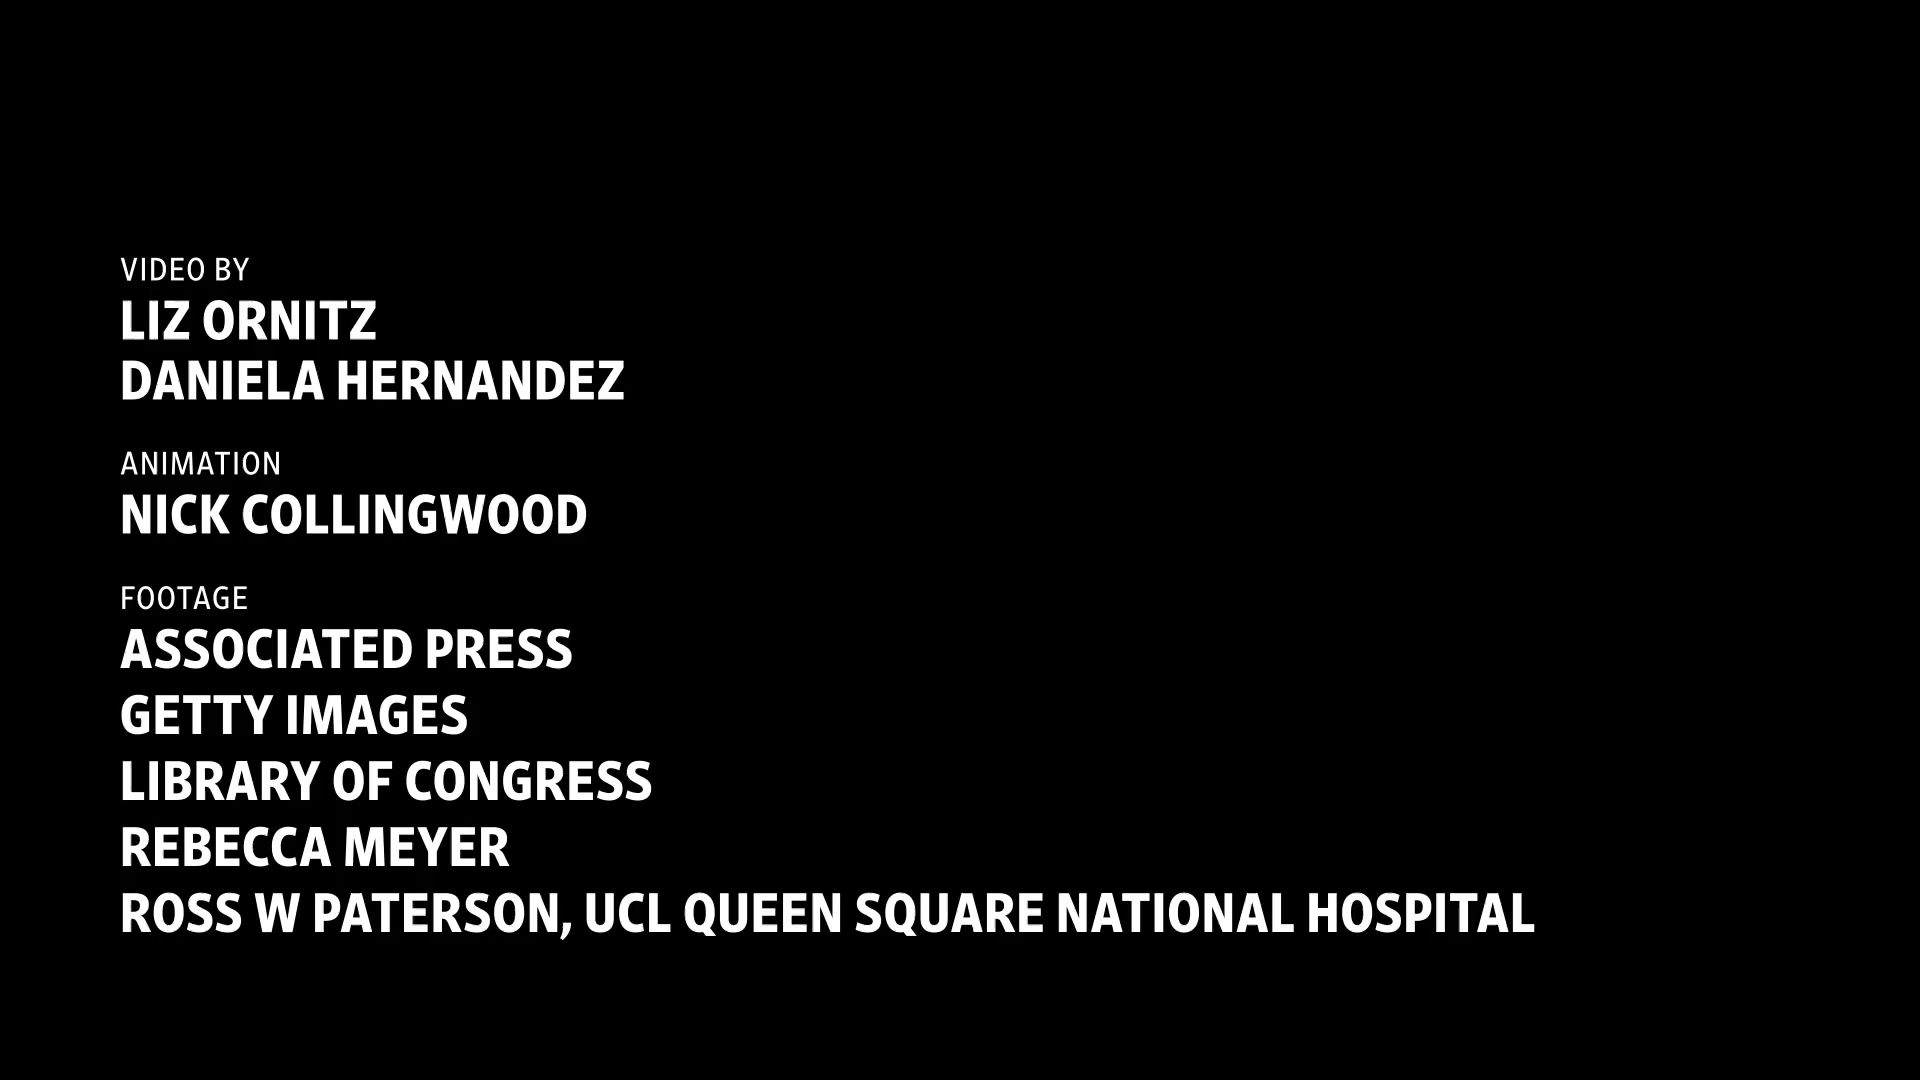 VIDEO BY
LIZ ORNITZ
DANIELA HERNANDEZ
ANIMATION
NICK COLLINGWOOD
FOOTAGE
ASSOCIATED PRESS
GETTY IMAGES
LIBRARY OF CONGRESS
REBECCA MEYER
ROSS W PATERSON, UCL QUEEN SQUARE NATIONAL HOSPITAL